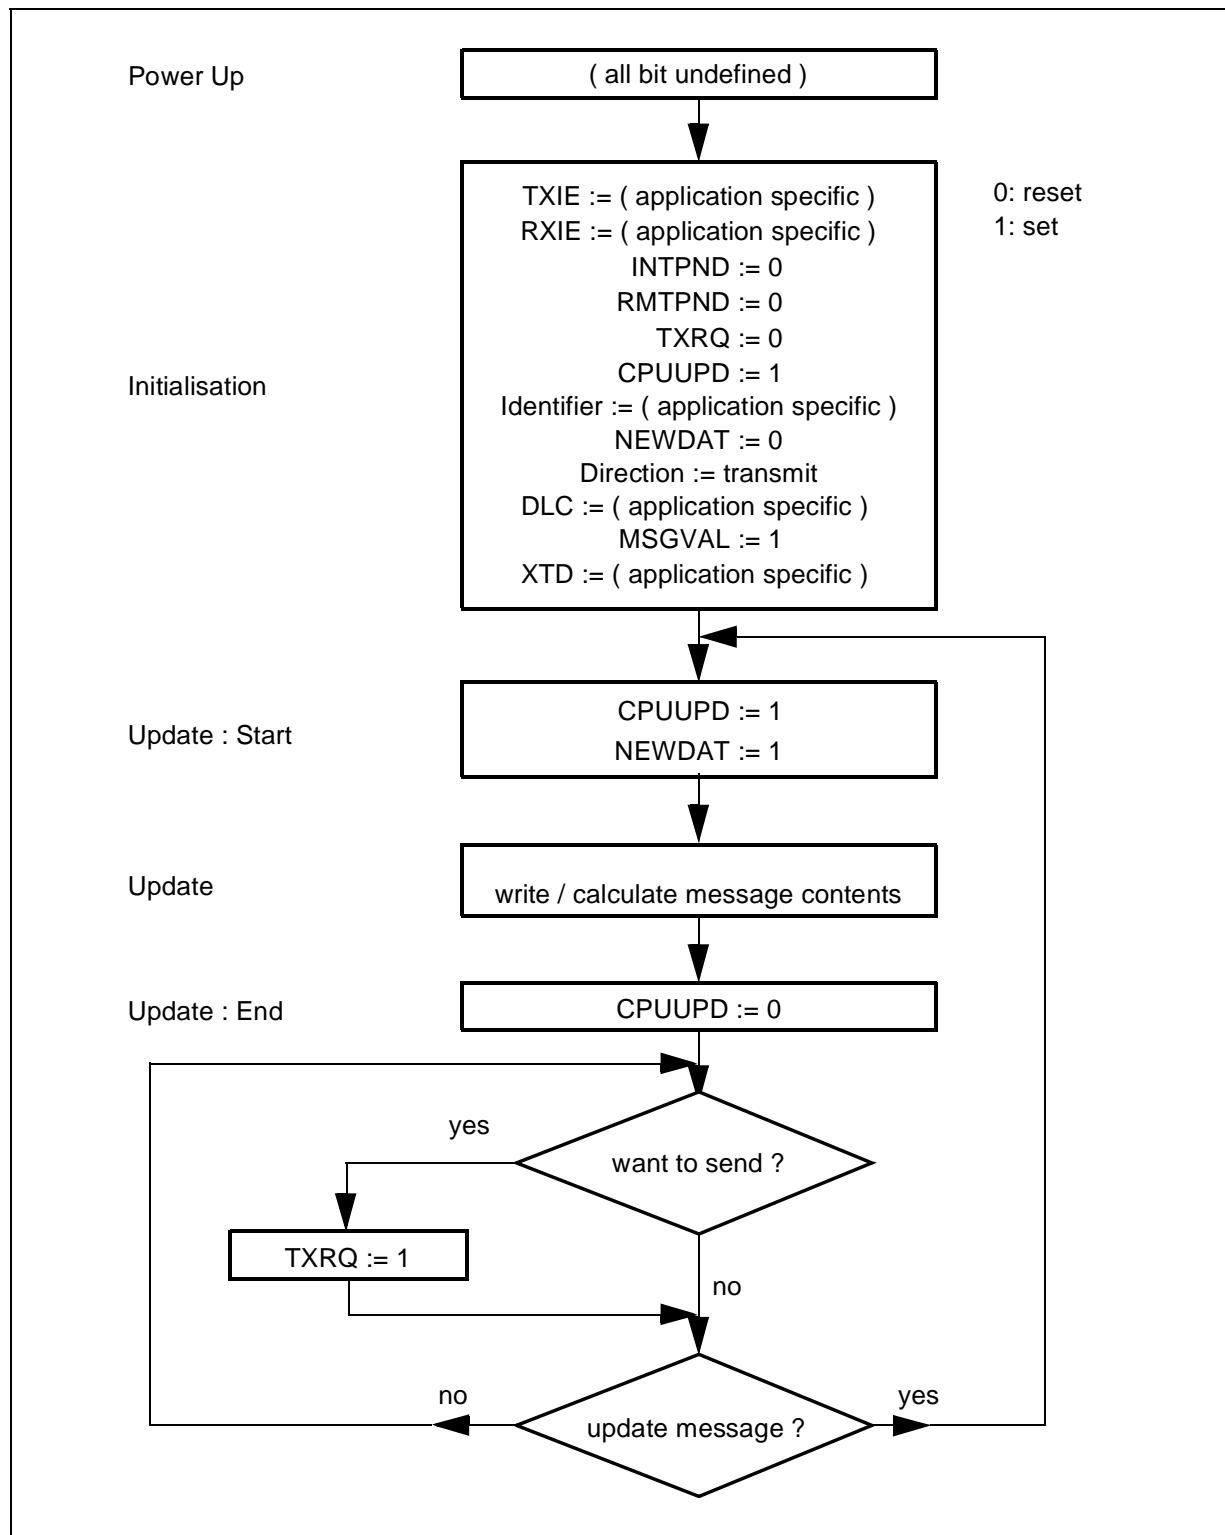 Power Up
( all bit undefined )
TXIE := ( application specific )
0: reset
RXIE := ( application specific )
1: set
INTPND := 0
RMTPND := 0
TXRQ := 0
CPUUPD := 1
Initialisation
Identifier := ( application specific )
NEWDAT := 0
Direction := transmit
DLC := ( application specific )
MSGVAL := 1
XTD := ( application specific )
CPUUPD := 1
Update : Start
NEWDAT := 1
Update
write / calculate message contents
Update : End
CPUUPD := 0
yes
want to send ?
TXRQ := 1
no
no
yes
update message ?